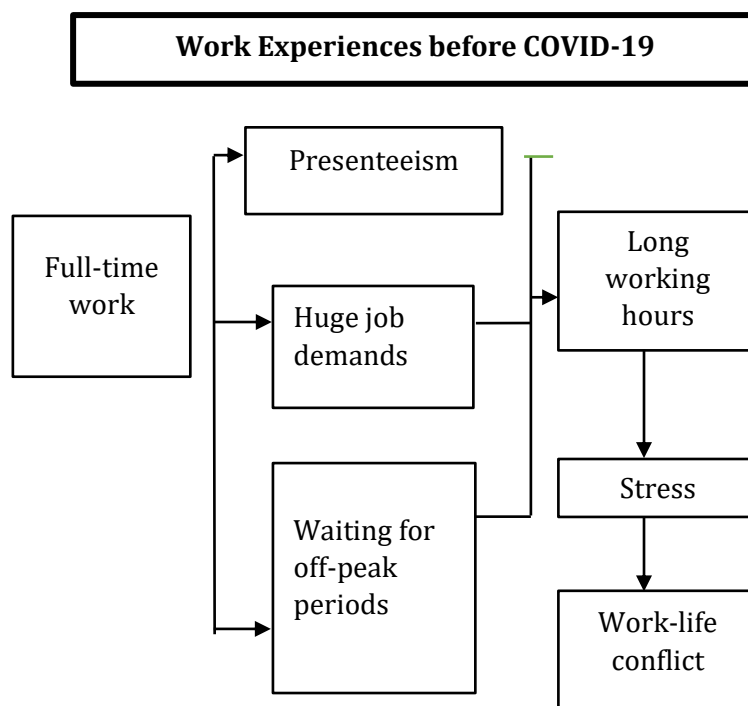 Work Experiences before COVID-19
Presenteeism
Full-time
work
Huge job
demands
Waiting for
off-peak
periods
Long
working
hours
Stress
Work-life
conflict